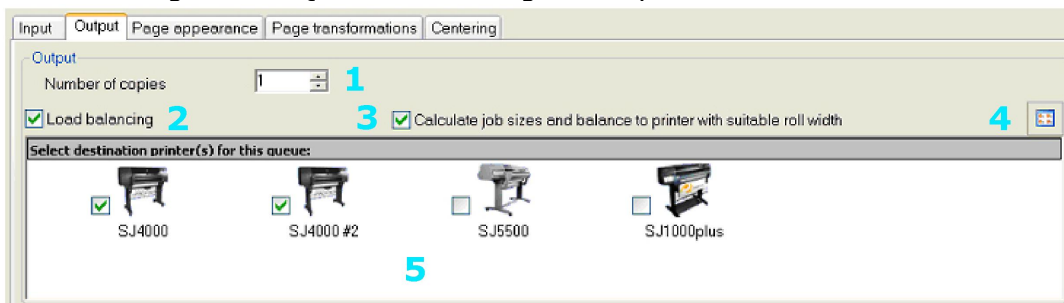 Input Output Page appearance Page transformations Centering
Output
Number of copies 1 1
Load balancing 2 3 Calculate job sizes and balance to printer with suitable roll width 4
Select destination printer(s) for this queue:
SJ4000 SJ4000 #2 SJ5500 SJ1000plus
5